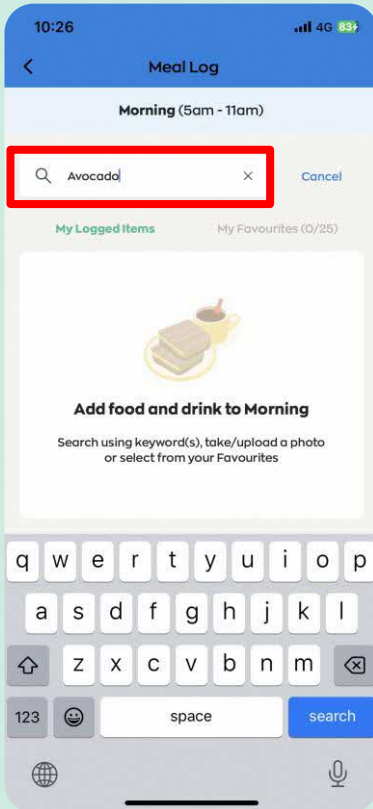 10:26 4G 83
Meal Log
Morning (5am - 11am)
Avocado Cancel
My Logged Items My Favourites (0/25)
Add food and drink to Morning
Search using keyword(s), take/upload a photo
or select from your Favourites
q w e r t y u i o p
a s d f g h j k l
z x c v b n m
123 space search